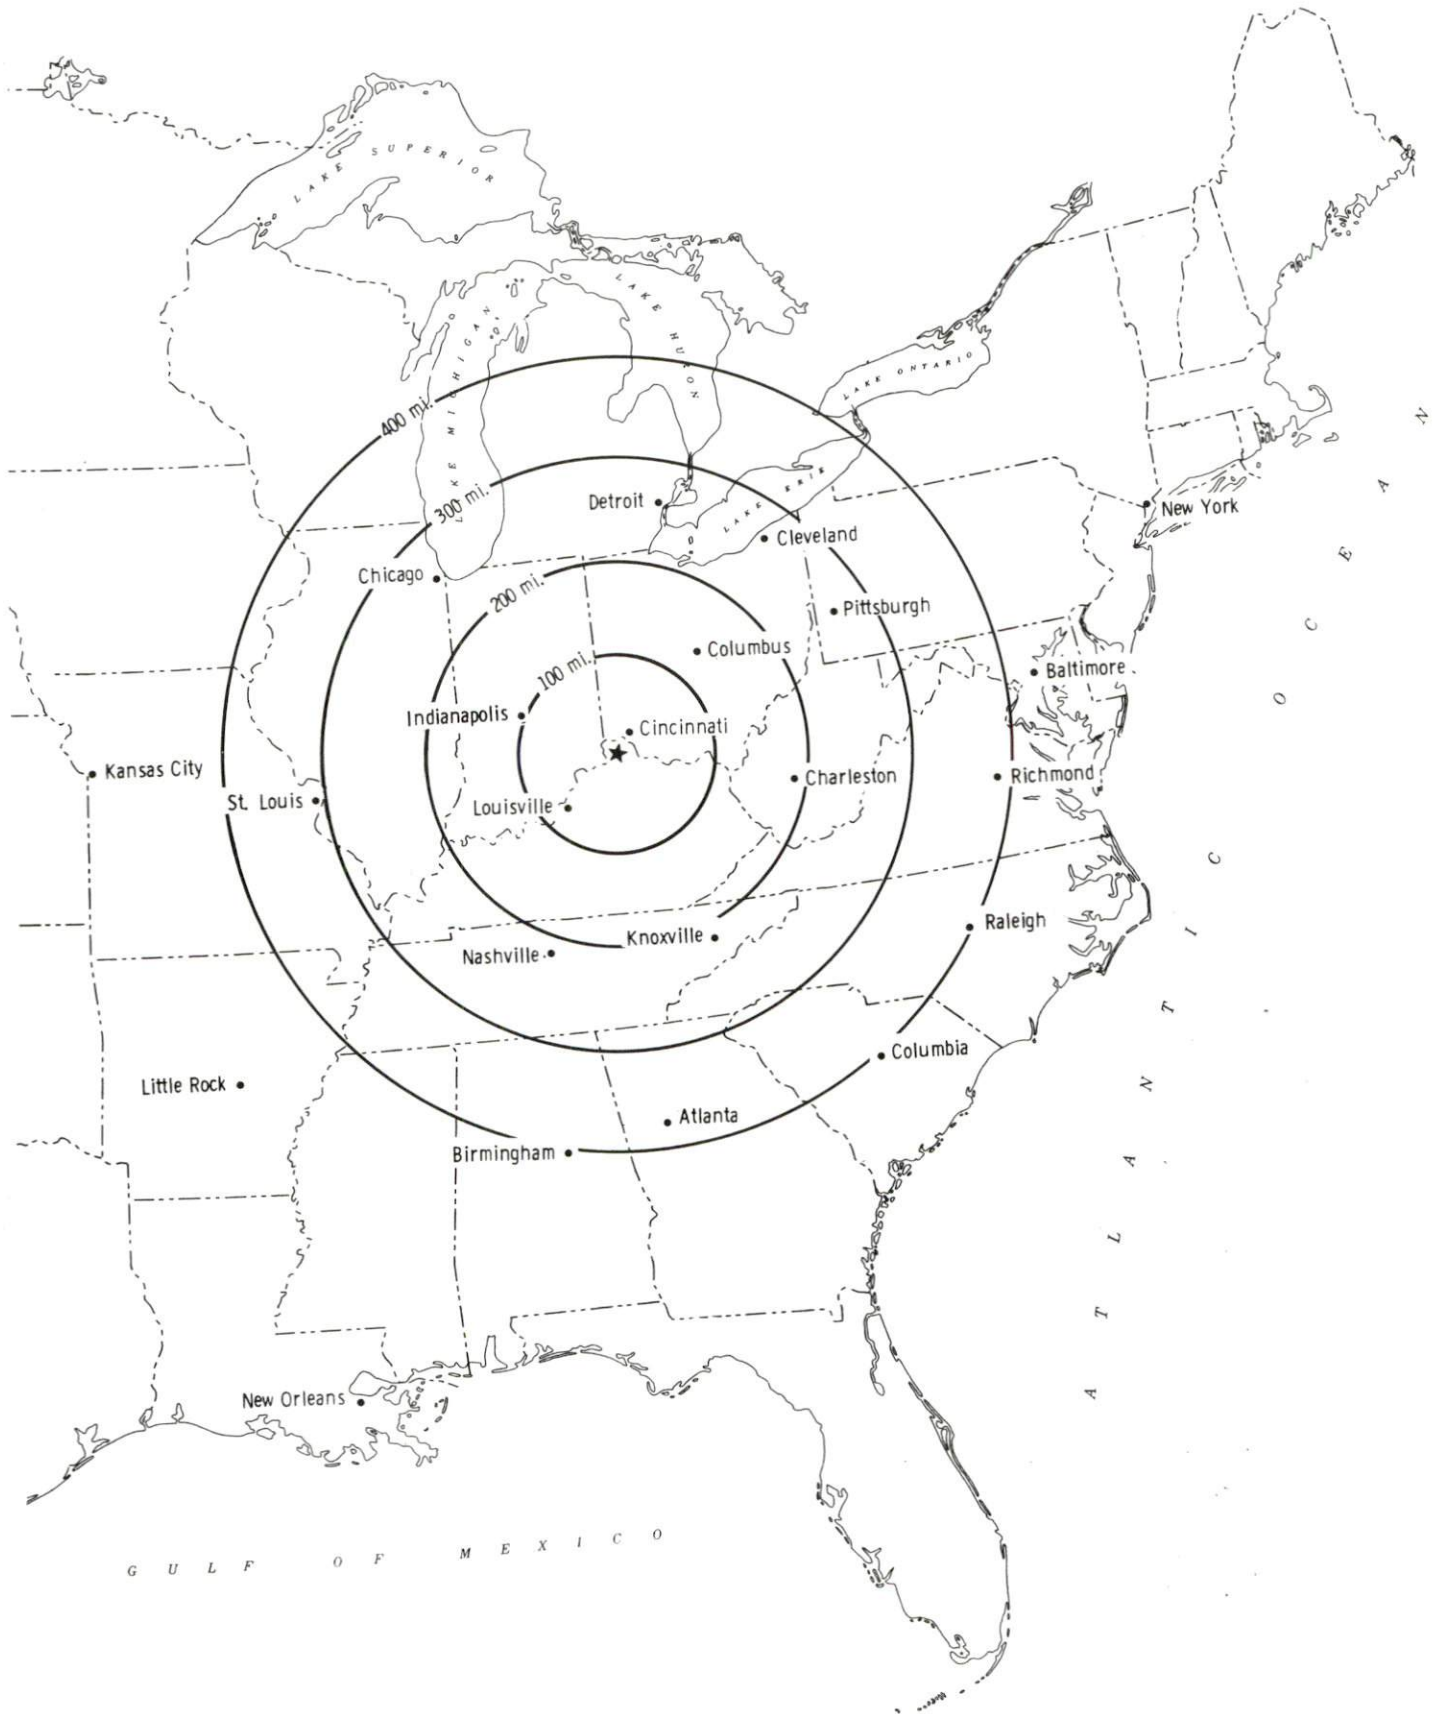 LAKE SUPERIOR
LAKE MICHIGAN
LAKE HURON
LAKE ONTARIO
400 mi.
300 mi.
Detroit
LAKE ERIE
New York
Cleveland
Chicago
200 mi.
Pittsburgh
Columbus
100 mi.
Baltimore
Indianapolis
Cincinnati
Kansas City
Charleston
Richmond
St. Louis
Louisville
Raleigh
Knoxville
Nashville
Columbia
Little Rock
Atlanta
Birmingham
ATLANTIC OCEAN
New Orleans
GULF OF MEXICO